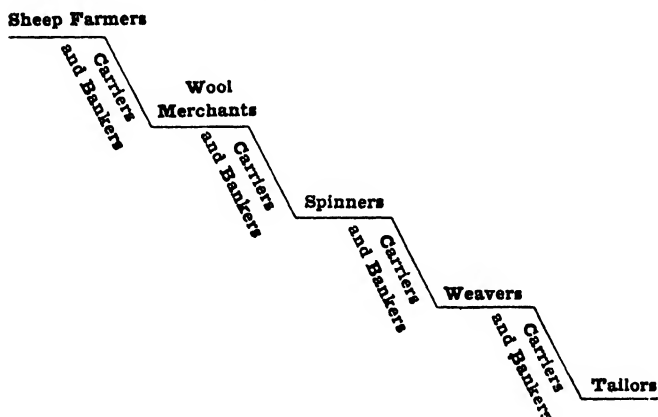 Sheep Farmers
Carriers
and Bankers
Wool
Merchants
Carriers
and Bankers
Spinners
Carriers
and Bankers
Weavers
Carriers
and Bankers
Tailors